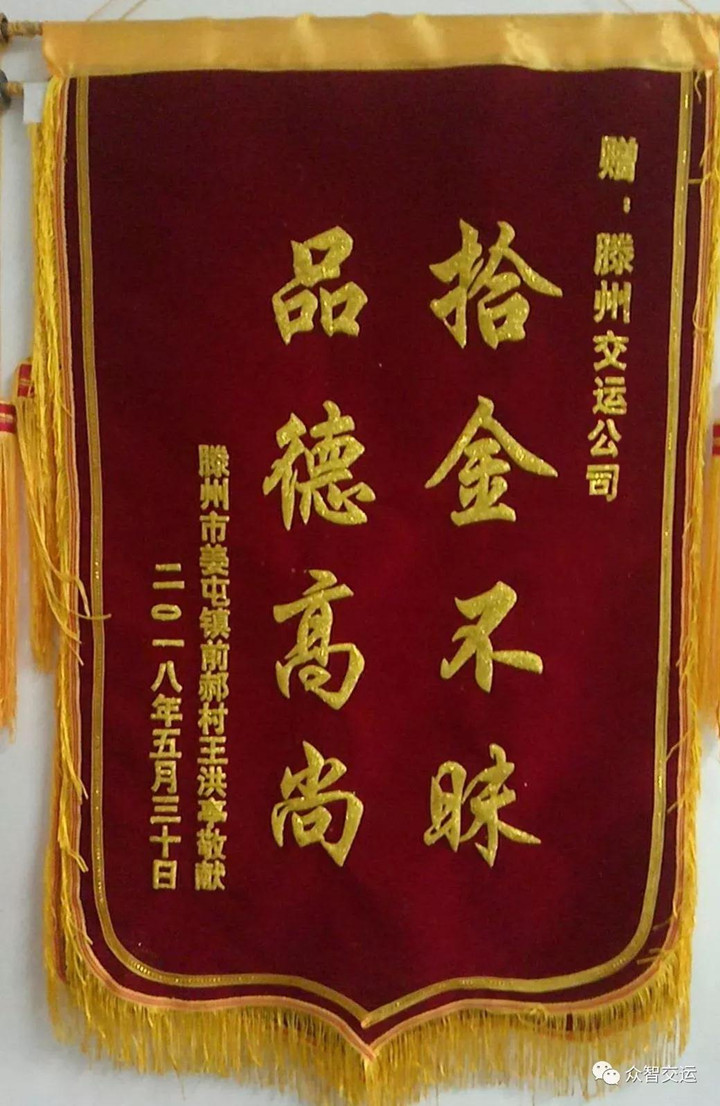 赠：滕州交运公司
拾金不昧
品德高尚
滕州市姜屯镇前郝村王洪亭敬献
二〇一八年五月三十日
众智交运